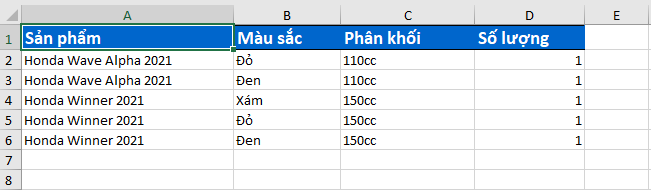 A B C D E
1 Sản phẩm Màu sắc Phân khối Số lượng
2 Honda Wave Alpha 2021 Đỏ 110cc 1
3 Honda Wave Alpha 2021 Đen 110cc 1
4 Honda Winner 2021 Xám 150cc 1
5 Honda Winner 2021 Đỏ 150cc 1
6 Honda Winner 2021 Đen 150cc 1
7
8